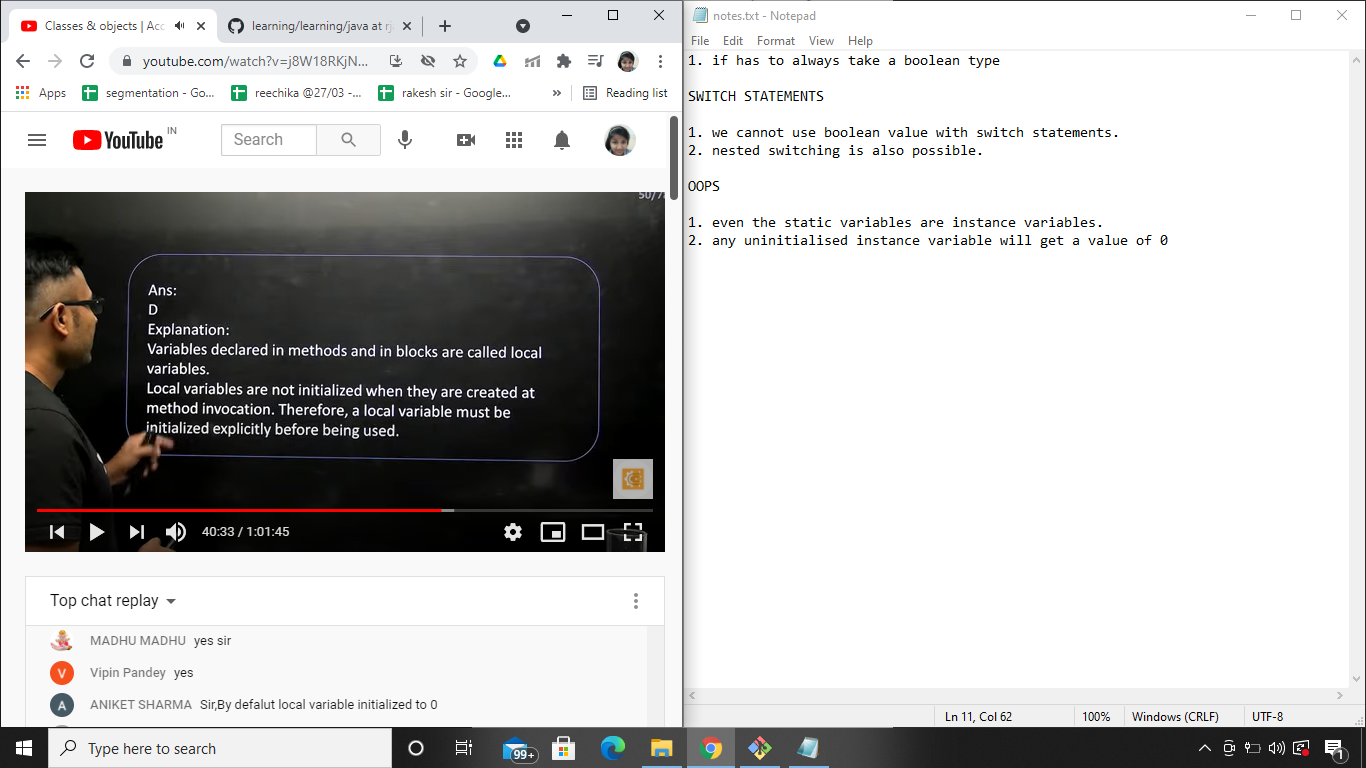 Classes & objects | Acc
learning/learning/java at rj
youtube.com/watch?v=j8W18RKjN...
Apps
segmentation - Go...
reechika @27/03 -...
rakesh sir - Google...
»
Reading list
YouTube IN
Search
50/7
Ans:
D
Explanation:
Variables declared in methods and in blocks are called local
variables.
Local variables are not initialized when they are created at
method invocation. Therefore, a local variable must be
initialized explicitly before being used.
40:33 / 1:01:45
Top chat replay
MADHU MADHU yes sir
V Vipin Pandey yes
A ANIKET SHARMA Sir,By defalut local variable initialized to 0
notes.txt - Notepad
File Edit Format View Help
1. if has to always take a boolean type
SWITCH STATEMENTS
1. we cannot use boolean value with switch statements.
2. nested switching is also possible.
OOPS
1. even the static variables are instance variables.
2. any uninitialised instance variable will get a value of 0
Ln 11, Col 62 100% Windows (CRLF) UTF-8
Type here to search
99+
1